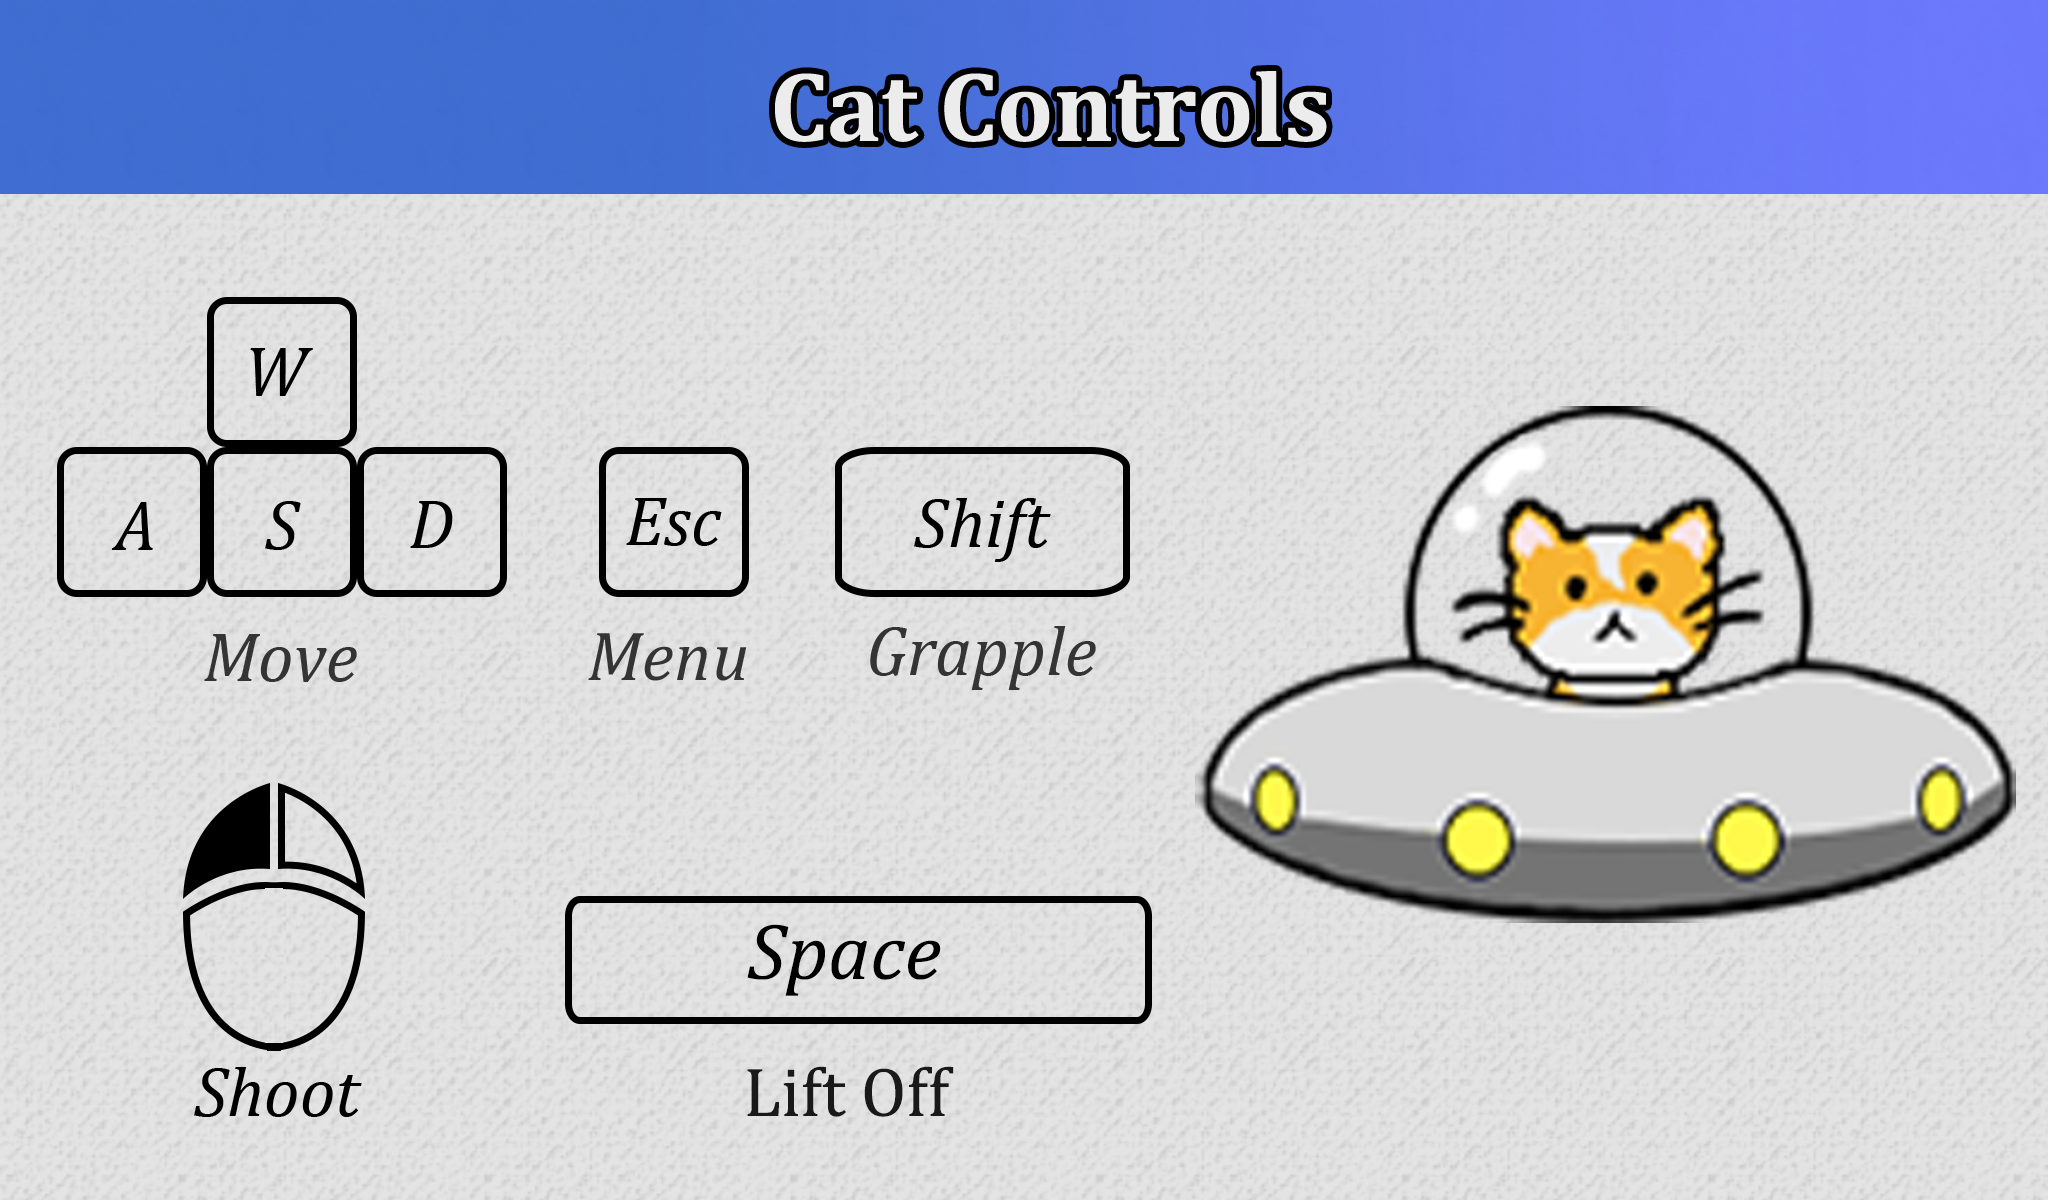 Cat Controls
W
A S D Esc Shift
Move Menu Grapple
Space
Shoot Lift Off